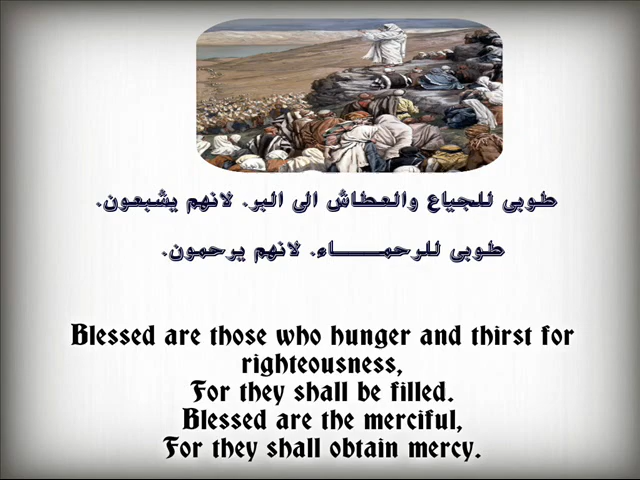 طوبى للجياع والعطاش الى البر. لانهم يشبعون.
طوبى للرحمـــــاء. لانهم يرحمون.
Blessed are those who hunger and thirst for
righteousness,
For they shall be filled.
Blessed are the merciful,
For they shall obtain mercy.